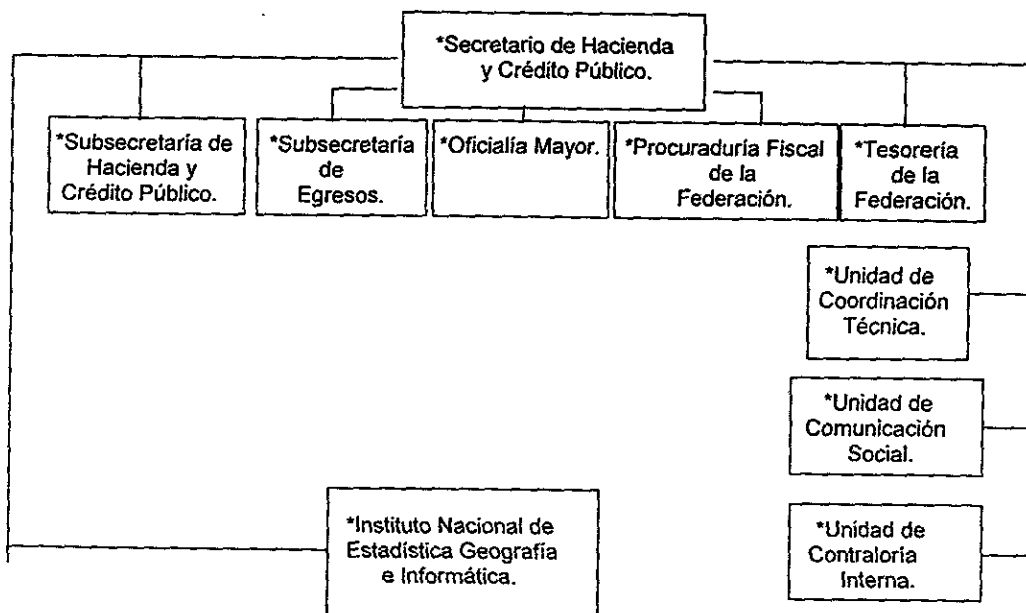 *Secretario de Hacienda
y Crédito Público.
*Subsecretaría de
Hacienda y
Crédito Público.
*Subsecretaría
de
Egresos.
*Oficialía Mayor.
*Procuraduría Fiscal
de la
Federación.
*Tesorería
de la
Federación.
*Unidad de
Coordinación
Técnica.
*Unidad de
Comunicación
Social.
*Instituto Nacional de
Estadística Geografía
e Informática.
*Unidad de
Contraloría
Interna.